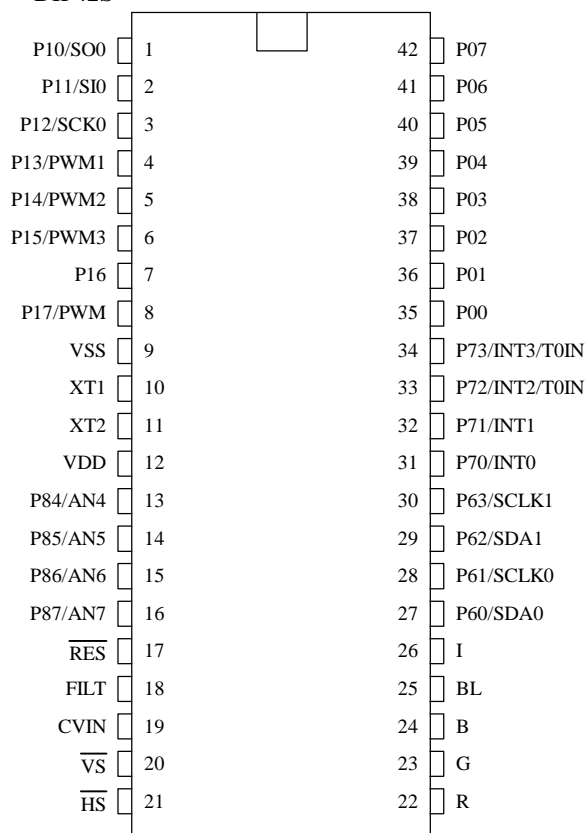 P10/SO0 1 42 P07
P11/SI0 2 41 P06
P12/SCK0 3 40 P05
P13/PWM1 4 39 P04
P14/PWM2 5 38 P03
P15/PWM3 6 37 P02
P16 7 36 P01
P17/PWM 8 35 P00
VSS 9 34 P73/INT3/T0IN
XT1 10 33 P72/INT2/T0IN
XT2 11 32 P71/INT1
VDD 12 31 P70/INT0
P84/AN4 13 30 P63/SCLK1
P85/AN5 14 29 P62/SDA1
P86/AN6 15 28 P61/SCLK0
P87/AN7 16 27 P60/SDA0
RES 17 26 I
FILT 18 25 BL
CVIN 19 24 B
VS 20 23 G
HS 21 22 R